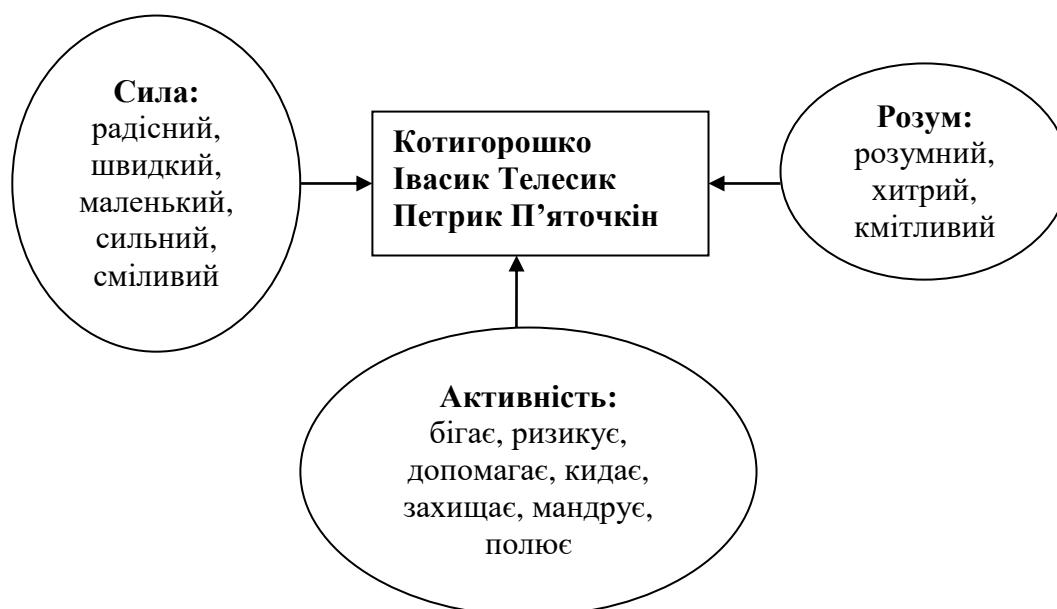 Сила:
радісний,
швидкий,
маленький,
сильний,
сміливий
Котигорошко
Івасик Телесик
Петрик П’яточкін
Розум:
розумний,
хитрий,
кмітливий
Активність:
бігає, ризикує,
допомагає, кидає,
захищає, мандрує,
полює